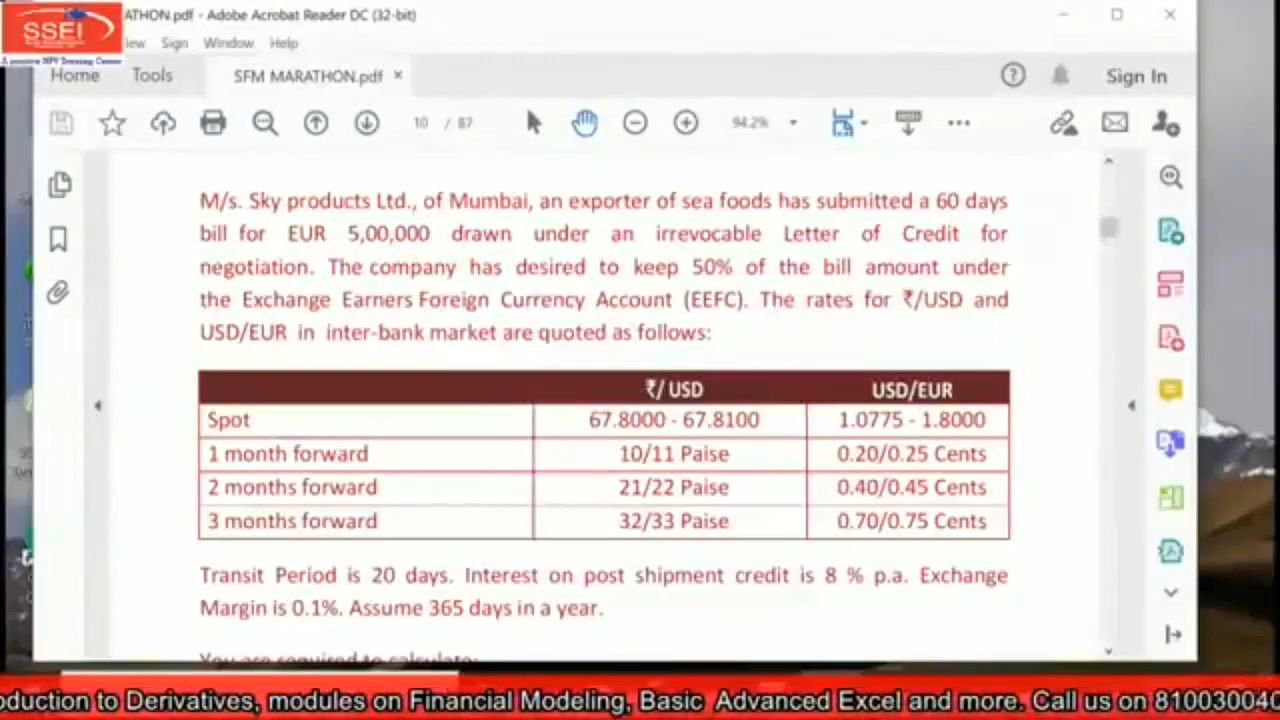 SSEI
ATHON.pdf - Adobe Acrobat Reader DC (32-bit)
iew Sign Window Help
Home Tools SFM MARATHON.pdf × Sign In
10 / 87 94.2%
M/s. Sky products Ltd., of Mumbai, an exporter of sea foods has submitted a 60 days
bill for EUR 5,00,000 drawn under an irrevocable Letter of Credit for
negotiation. The company has desired to keep 50% of the bill amount under
the Exchange Earners Foreign Currency Account (EEFC). The rates for ₹/USD and
USD/EUR in inter-bank market are quoted as follows:
₹/ USD USD/EUR
Spot 67.8000 - 67.8100 1.0775 - 1.8000
1 month forward 10/11 Paise 0.20/0.25 Cents
2 months forward 21/22 Paise 0.40/0.45 Cents
3 months forward 32/33 Paise 0.70/0.75 Cents
Transit Period is 20 days. Interest on post shipment credit is 8 % p.a. Exchange
Margin is 0.1%. Assume 365 days in a year.
You are required to calculate:
oduction to Derivatives, modules on Financial Modeling, Basic Advanced Excel and more. Call us on 810030040